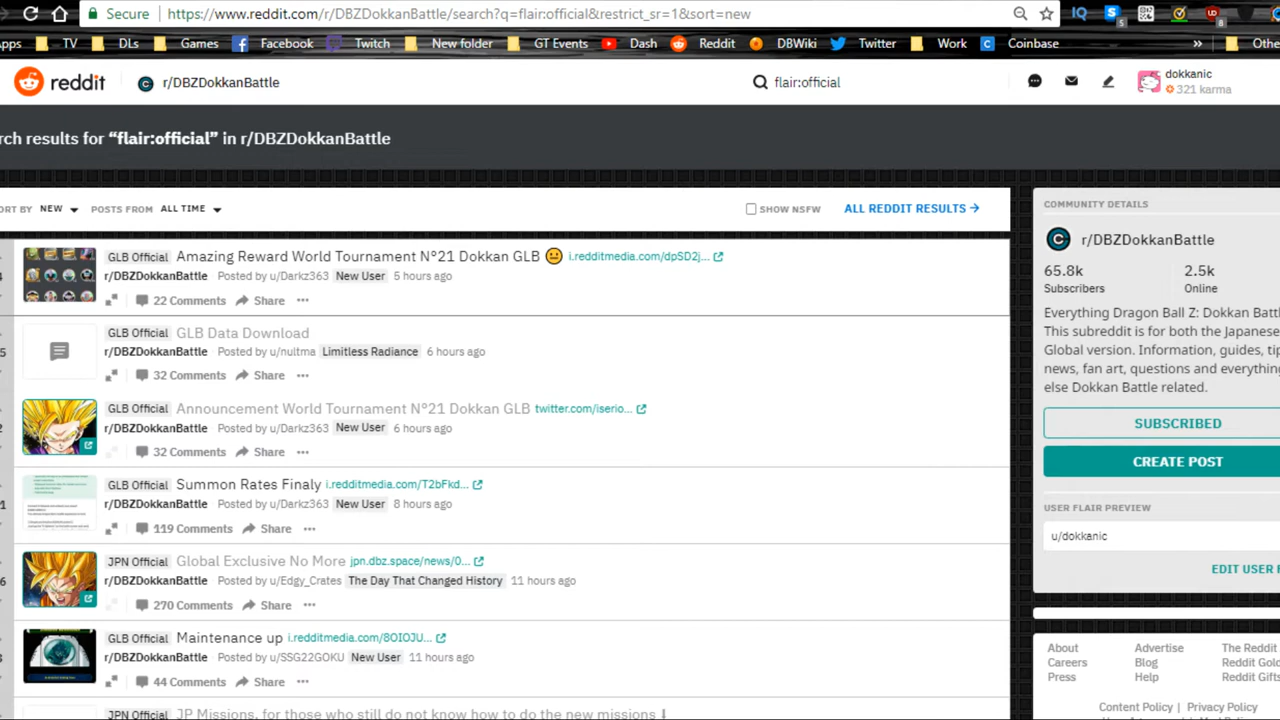 Secure https://www.reddit.com/r/DBZDokkanBattle/search?q=flair:official&restrict_sr=1&sort=new
Apps TV DLs Games Facebook Twitch New folder GT Events Dash Reddit DBWiki Twitter Work Coinbase » Othe
reddit r/DBZDokkanBattle flair:official dokkanic
321 karma
rch results for “flair:official” in r/DBZDokkanBattle
ORT BY NEW POSTS FROM ALL TIME SHOW NSFW ALL REDDIT RESULTS →
GLB Official Amazing Reward World Tournament N°21 Dokkan GLB 😐 i.redditmedia.com/dpSD2j...
r/DBZDokkanBattle Posted by u/Darkz363 New User 5 hours ago
22 Comments Share
GLB Official GLB Data Download
r/DBZDokkanBattle Posted by u/nultma Limitless Radiance 6 hours ago
32 Comments Share
GLB Official Announcement World Tournament N°21 Dokkan GLB twitter.com/iserio...
r/DBZDokkanBattle Posted by u/Darkz363 New User 6 hours ago
32 Comments Share
GLB Official Summon Rates Finaly i.redditmedia.com/T2bFkd...
r/DBZDokkanBattle Posted by u/Darkz363 New User 8 hours ago
119 Comments Share
JPN Official Global Exclusive No More jpn.dbz.space/news/0...
r/DBZDokkanBattle Posted by u/Edgy_Crates The Day That Changed History 11 hours ago
270 Comments Share
GLB Official Maintenance up i.redditmedia.com/8OIOJU...
r/DBZDokkanBattle Posted by u/SSG22GOKU New User 11 hours ago
44 Comments Share
JPN Official JP Missions, for those who still do not know how to do the new missions !
COMMUNITY DETAILS
r/DBZDokkanBattle
65.8k 2.5k
Subscribers Online
Everything Dragon Ball Z: Dokkan Battl
This subreddit is for both the Japanese
Global version. Information, guides, tip
news, fan art, questions and everything
else Dokkan Battle related.
SUBSCRIBED
CREATE POST
USER FLAIR PREVIEW
u/dokkanic
EDIT USER F
About Advertise The Reddit
Careers Blog Reddit Gold
Press Help Reddit Gifts
Content Policy | Privacy Policy